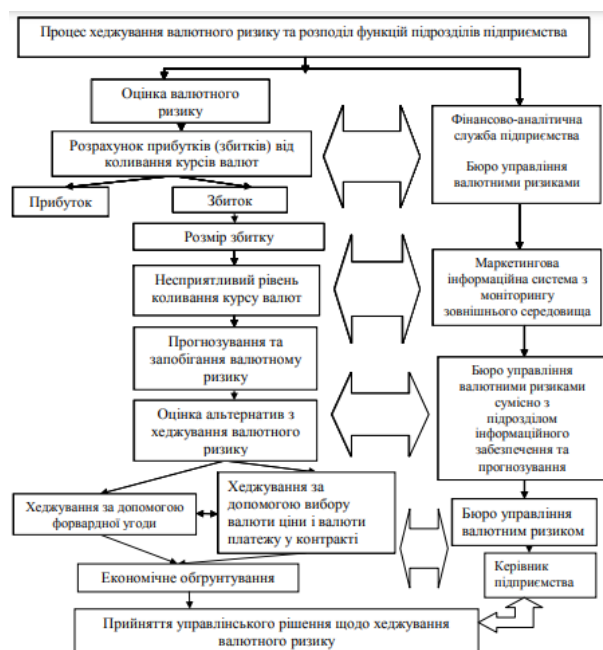 Процес хеджування валютного ризику та розподіл функцій підрозділів підприємства
Оцінка валютного
ризику
Розрахунок прибутків (збитків) від
коливання курсів валют
Прибуток
Збиток
Розмір збитку
Несприятливий рівень
коливання курсу валют
Прогнозування та
запобігання валютному
ризику
Оцінка альтернатив з
хеджування валютного
ризику
Хеджування за допомогою
форвардної угоди
Хеджування за
допомогою вибору
валюти ціни і валюти
платежу у контракті
Економічне обґрунтування
Прийняття управлінського рішення щодо хеджування
валютного ризику
Фінансово-аналітична
служба підприємства
Бюро управління
валютними ризиками
Маркетингова
інформаційна система з
моніторингу
зовнішнього середовища
Бюро управління
валютними ризиками
сумісно з
підрозділом
інформаційного
забезпечення та
прогнозування
Бюро управління
валютним ризиком
Керівник
підприємства